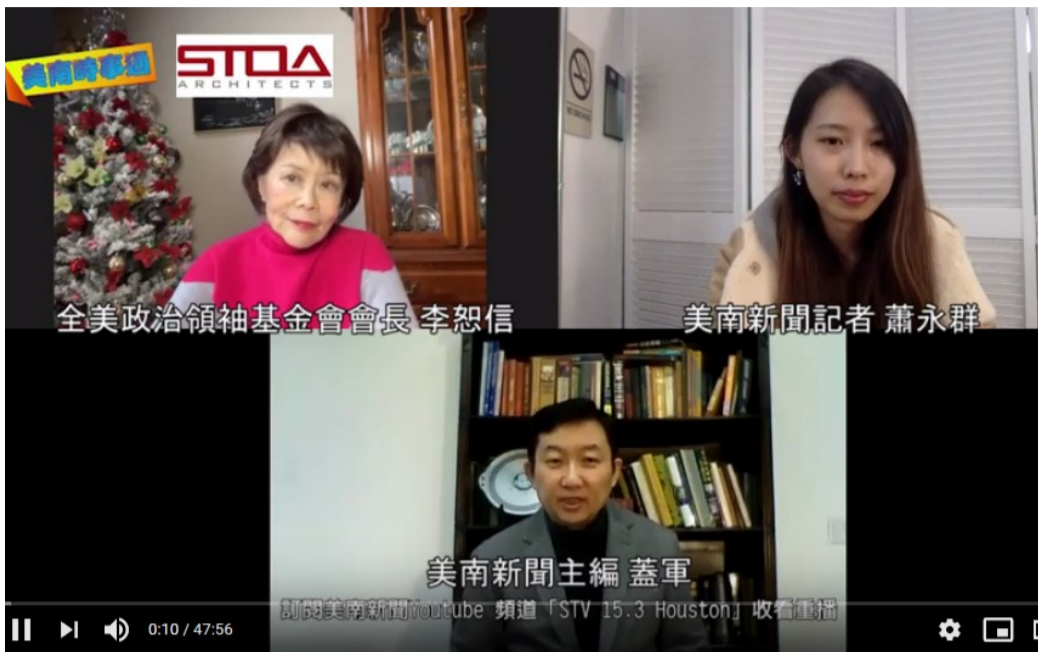 美南時事通
STOA
ARCHITECTS
全美政治領袖基金會會長 李恕信
美南新聞記者 蕭永群
美南新聞主編 蓋軍
訂閱美南新聞Youtube 頻道「STV 15.3 Houston」收看重播
0:10 / 47:56